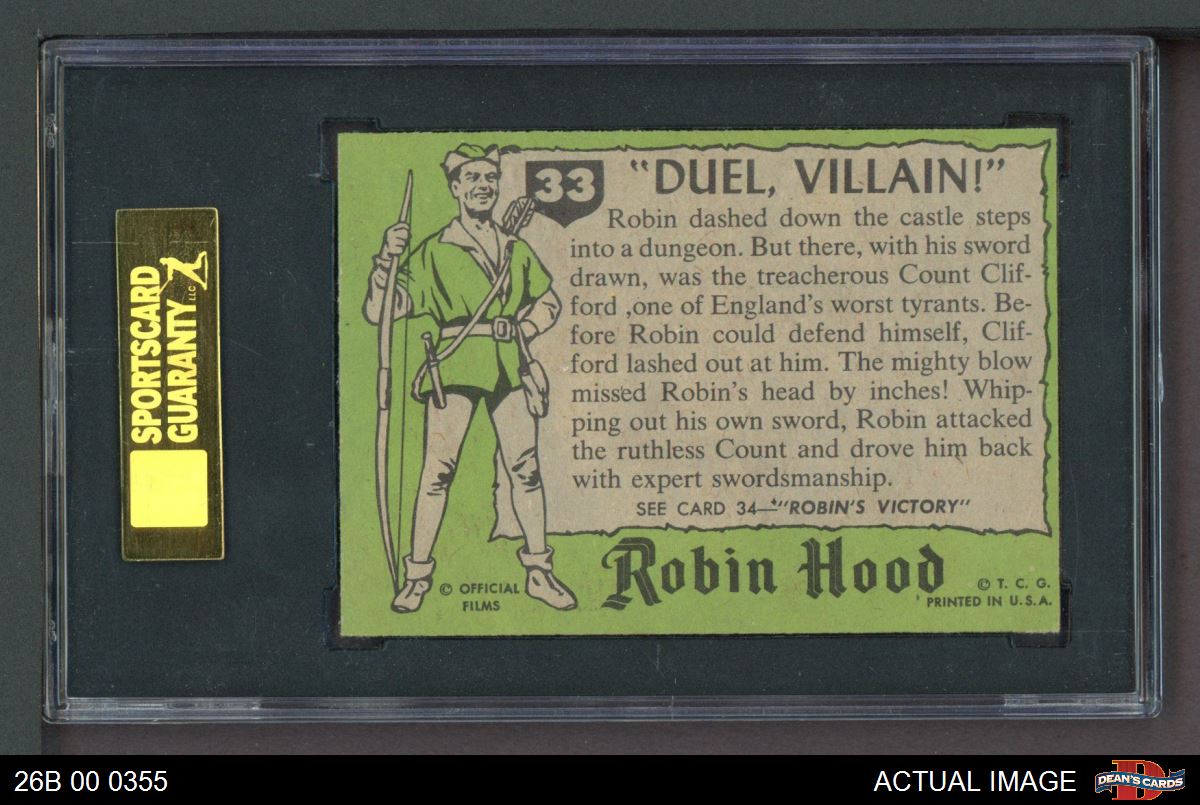 SPORTSCARD
GUARANTY LLC
33
"DUEL, VILLAIN!"
Robin dashed down the castle steps
into a dungeon. But there, with his sword
drawn, was the treacherous Count Clif-
ford ,one of England's worst tyrants. Be-
fore Robin could defend himself, Clif-
ford lashed out at him. The mighty blow
missed Robin's head by inches! Whip-
ping out his own sword, Robin attacked
the ruthless Count and drove him back
with expert swordsmanship.
SEE CARD 34—"ROBIN'S VICTORY"
Robin Hood
© OFFICIAL
FILMS
© T. C. G.
PRINTED IN U.S.A.
26B 00 0355
ACTUAL IMAGE
D
DEAN'S CARDS